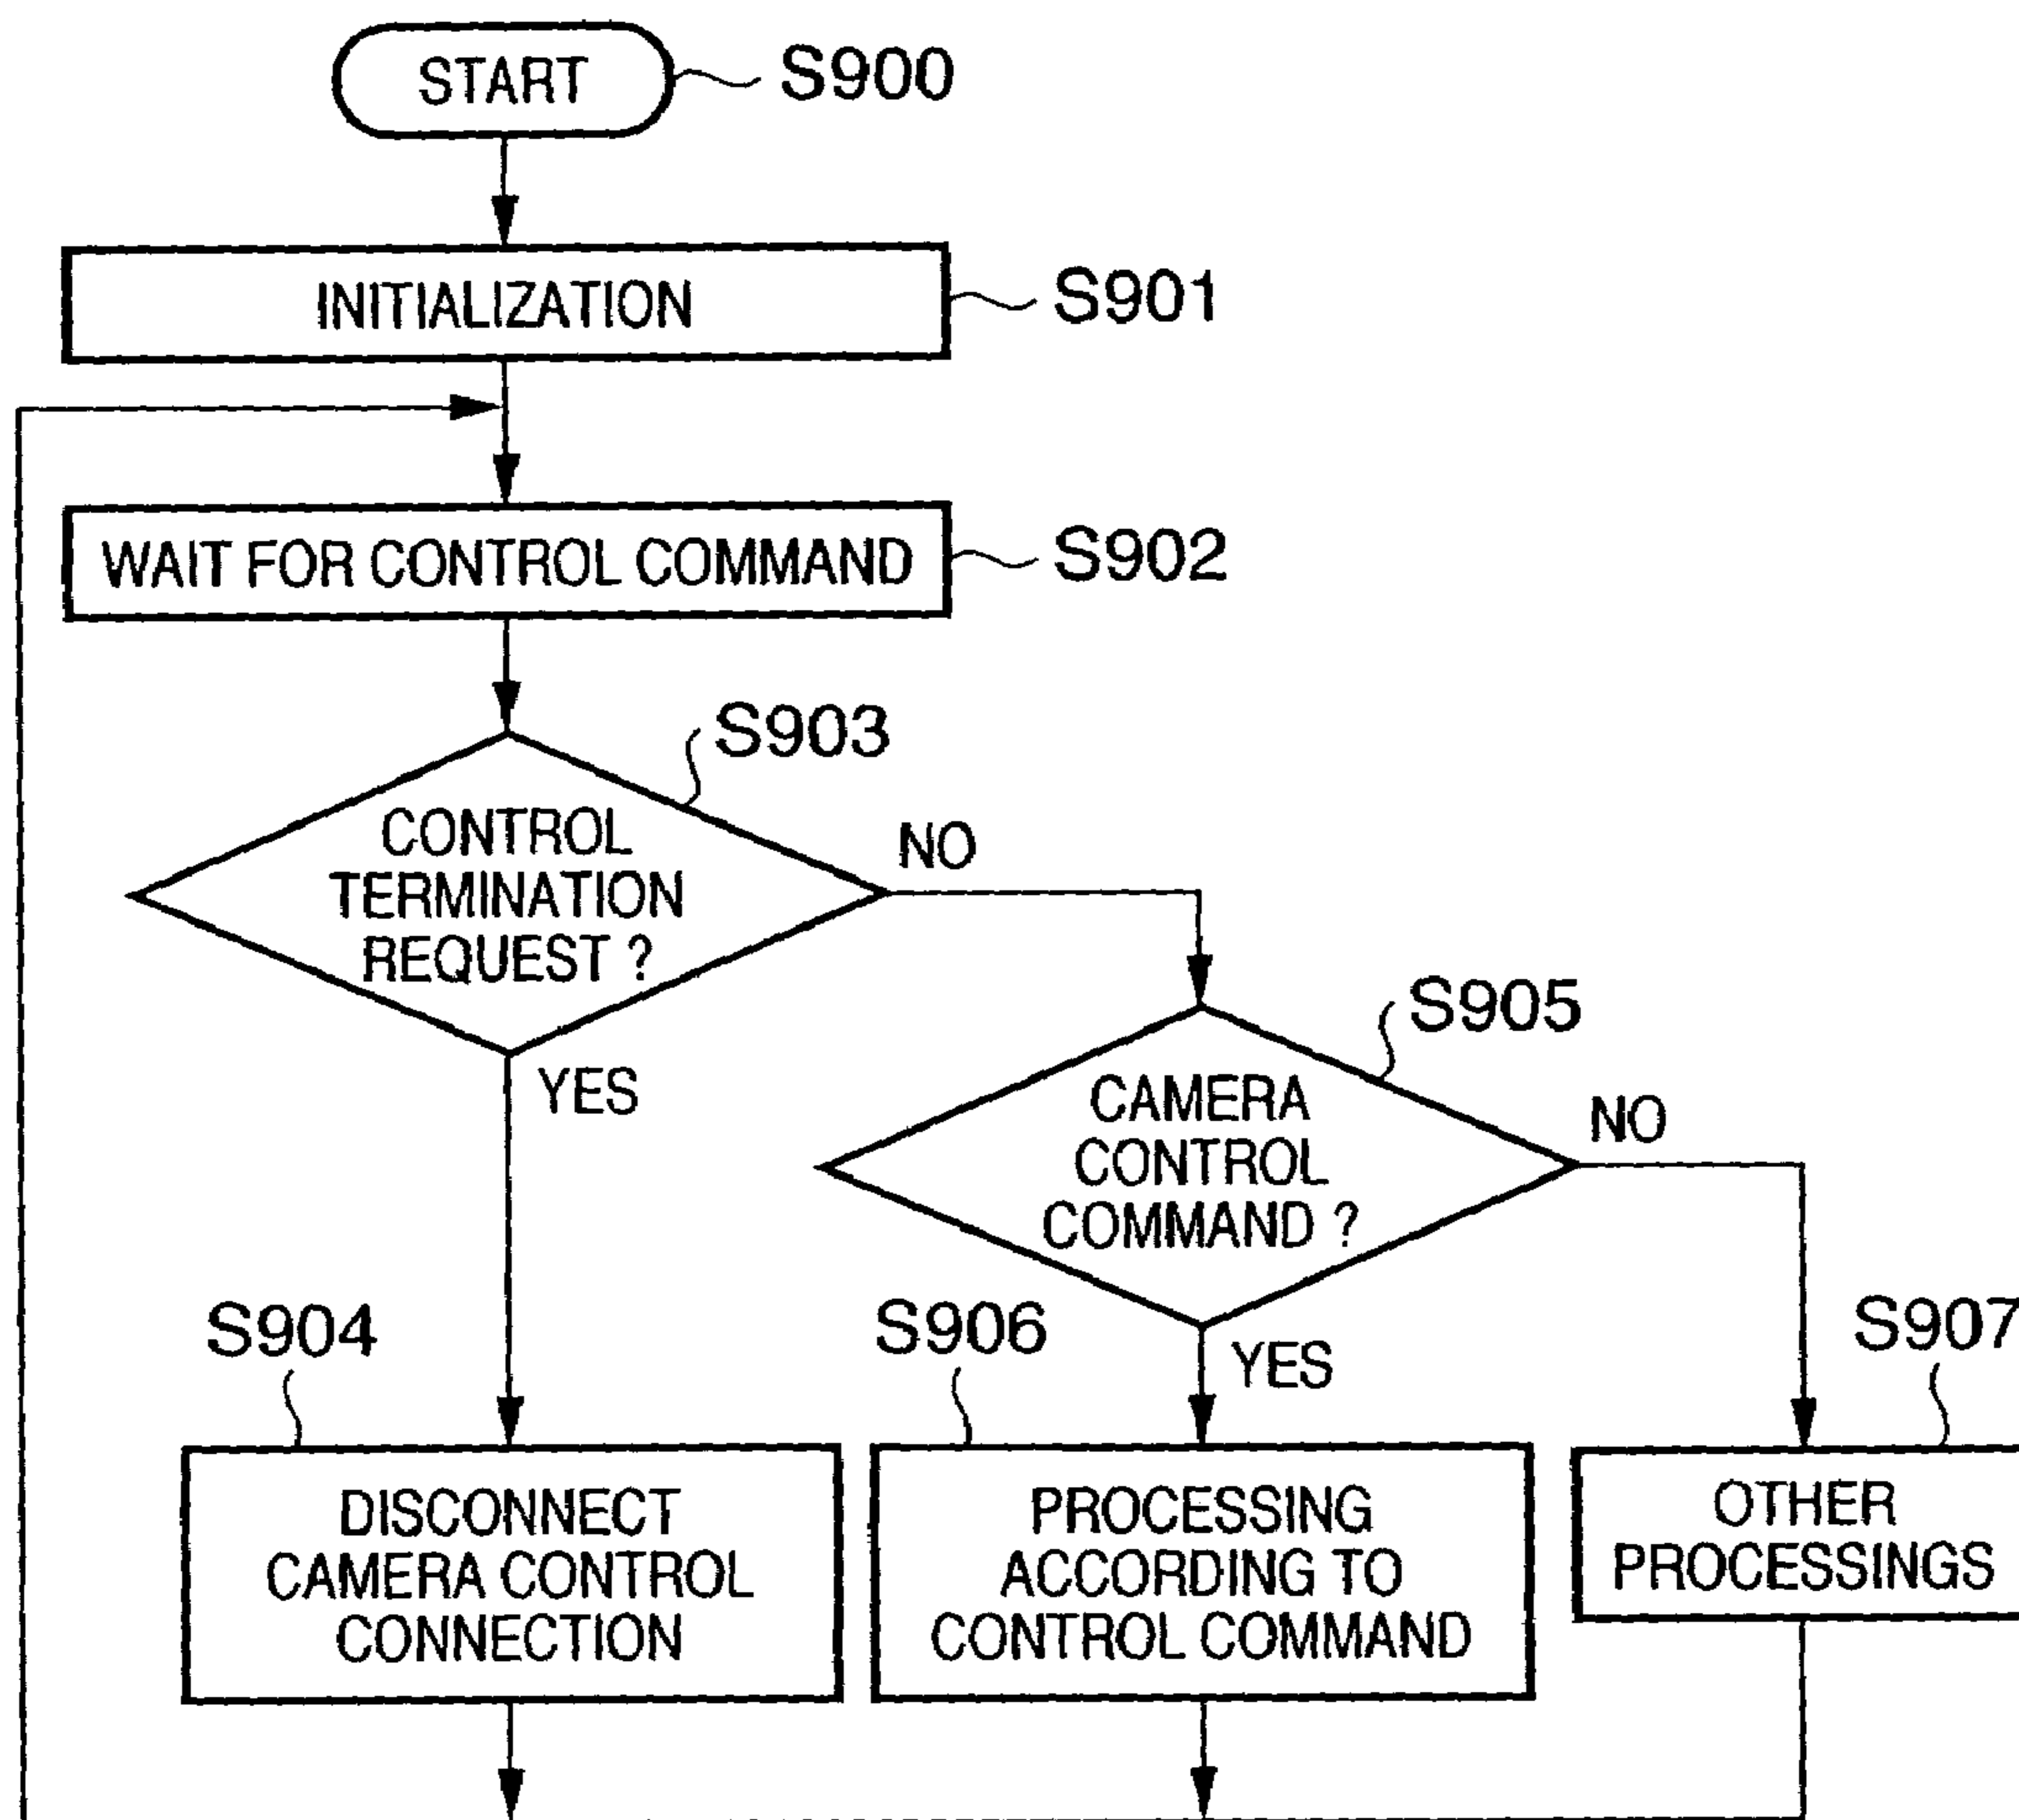 START
S900
INITIALIZATION
S901
WAIT FOR CONTROL COMMAND
S902
S903
CONTROL
TERMINATION
REQUEST ?
NO
YES
S905
CAMERA
CONTROL
COMMAND ?
NO
YES
S904
DISCONNECT
CAMERA CONTROL
CONNECTION
S906
PROCESSING
ACCORDING TO
CONTROL COMMAND
S907
OTHER
PROCESSINGS